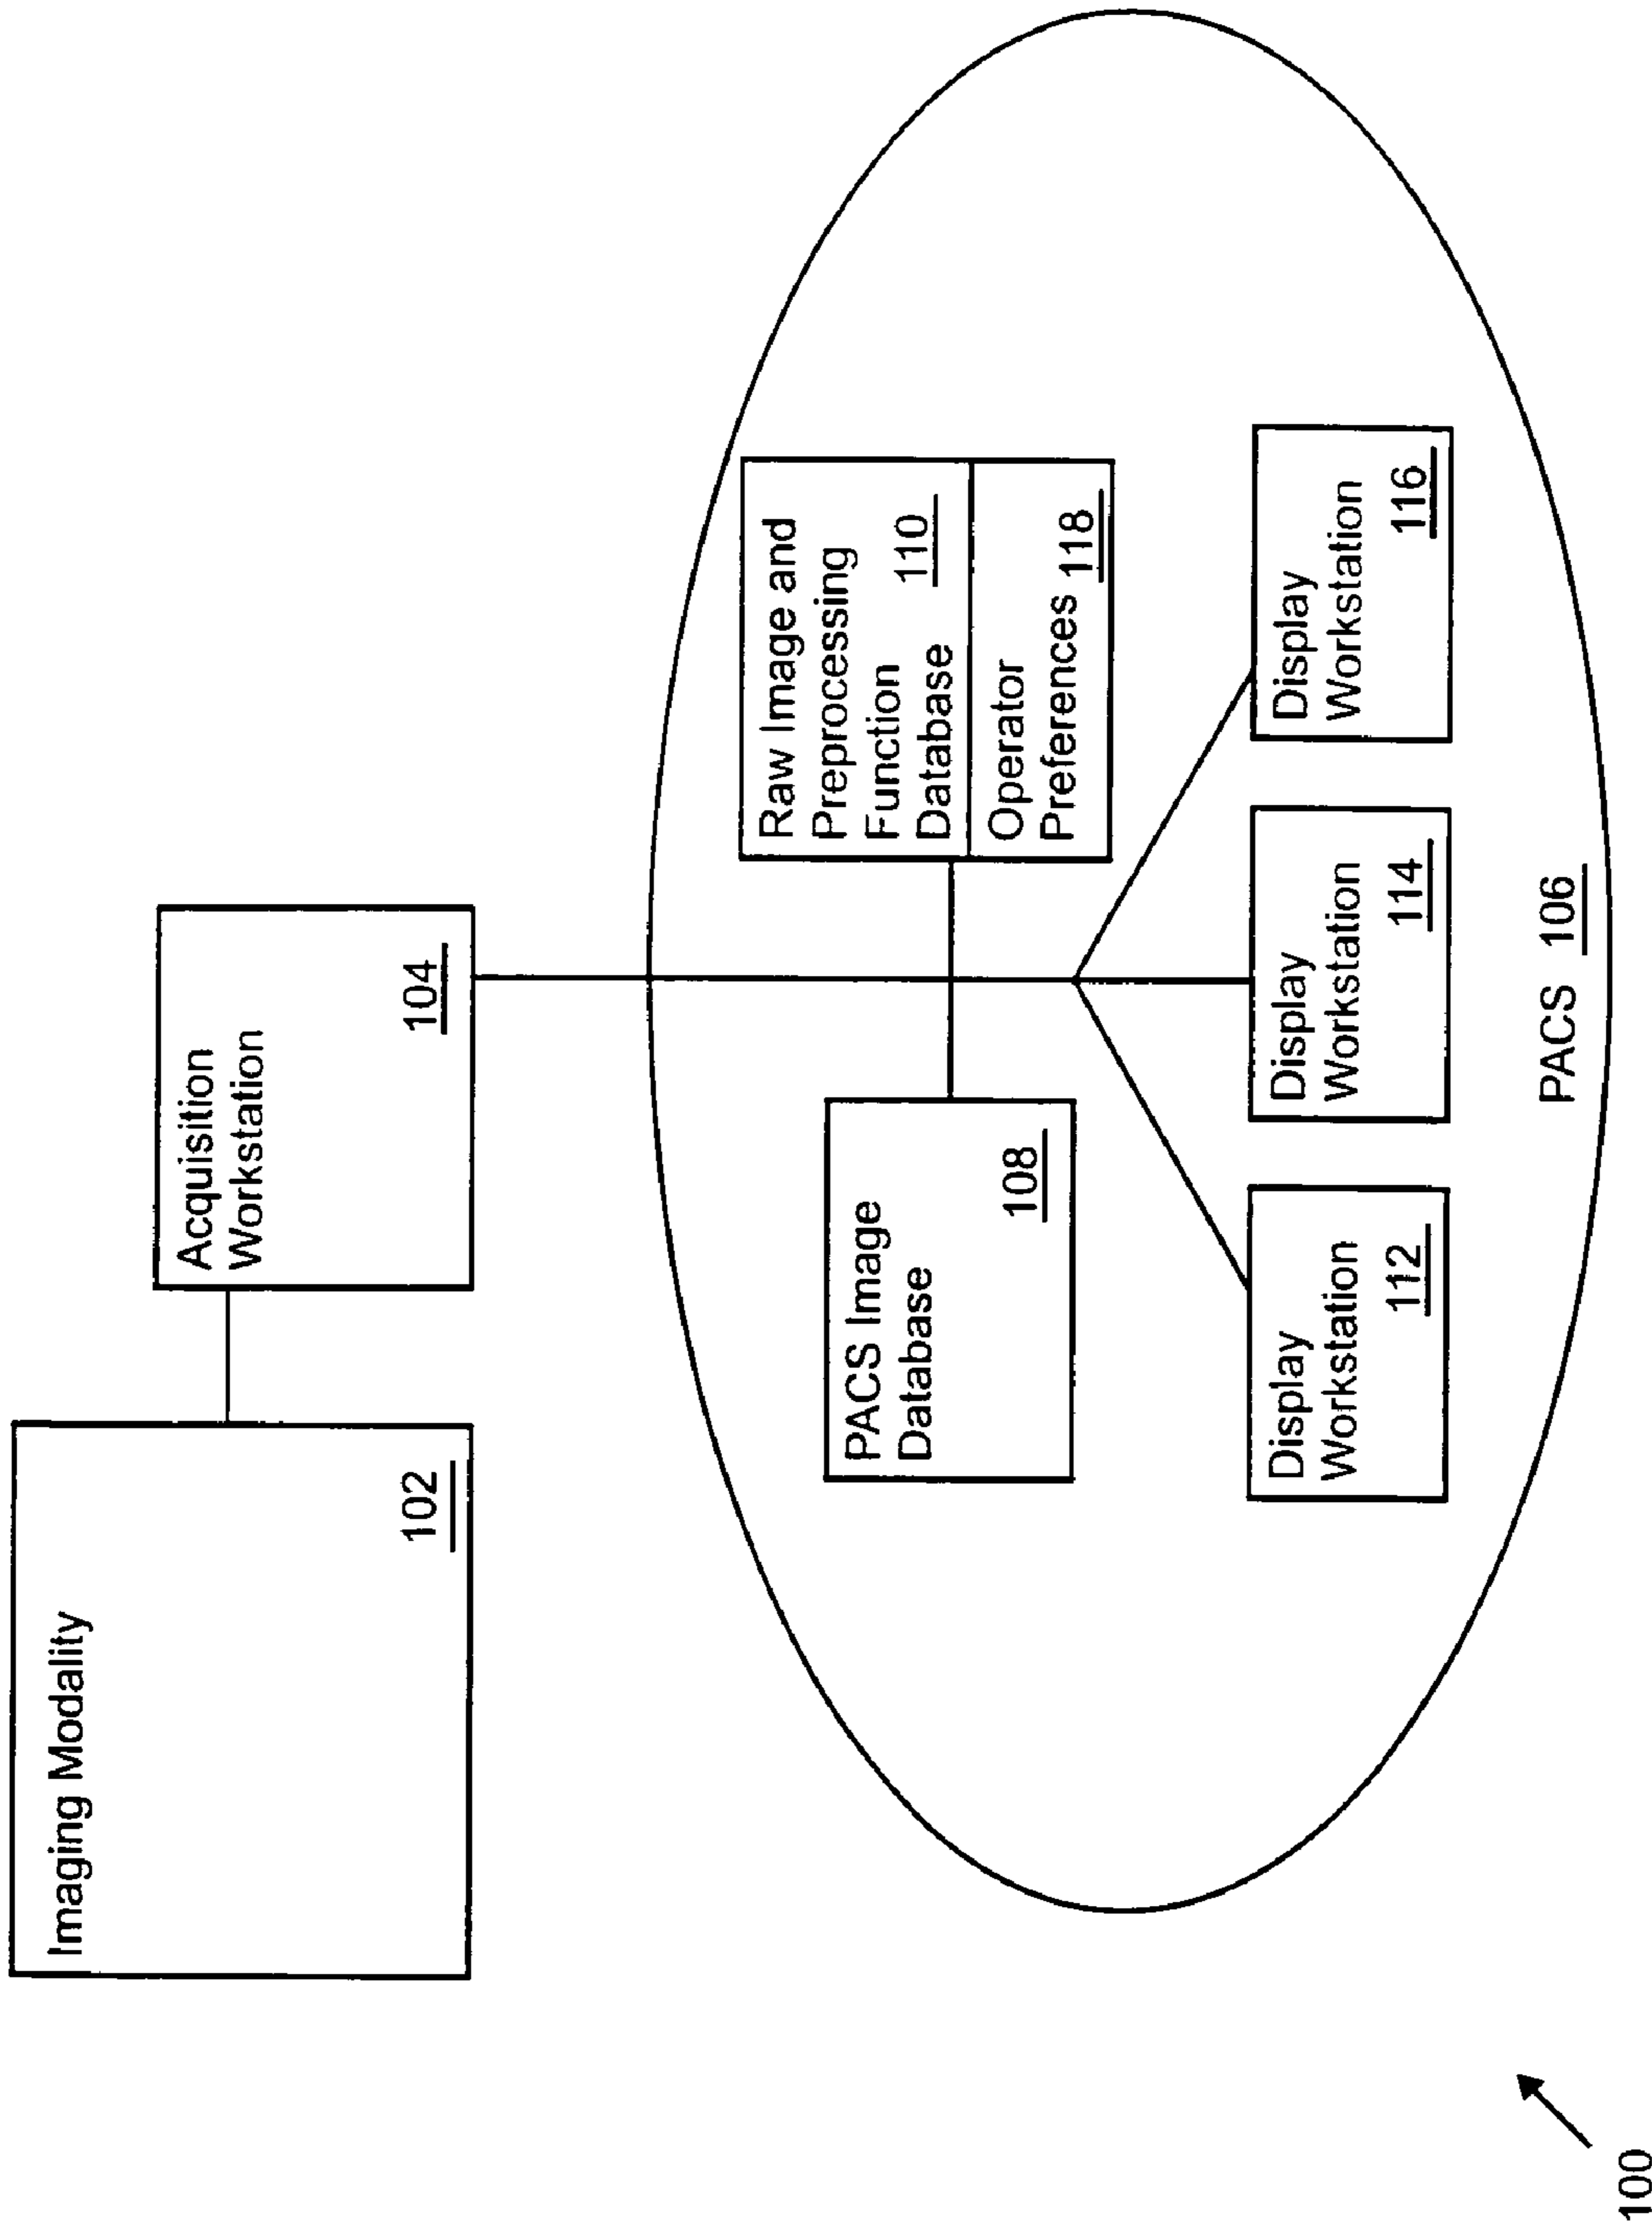 Imaging Modality
102
Acquisition
Workstation
104
PACS Image
Database
108
Raw Image and
Preprocessing
Function
Database 110
Operator
Preferences 118
Display
Workstation
112
Display
Workstation
114
Display
Workstation
116
PACS 106
100